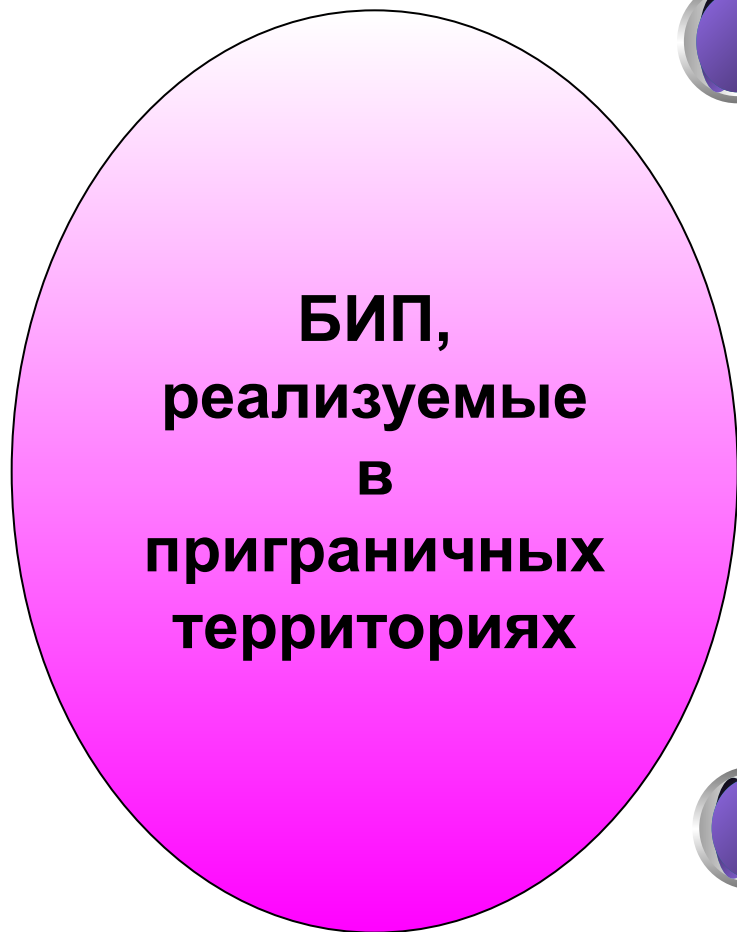 БИП,
реализуемые
в
приграничных
территориях